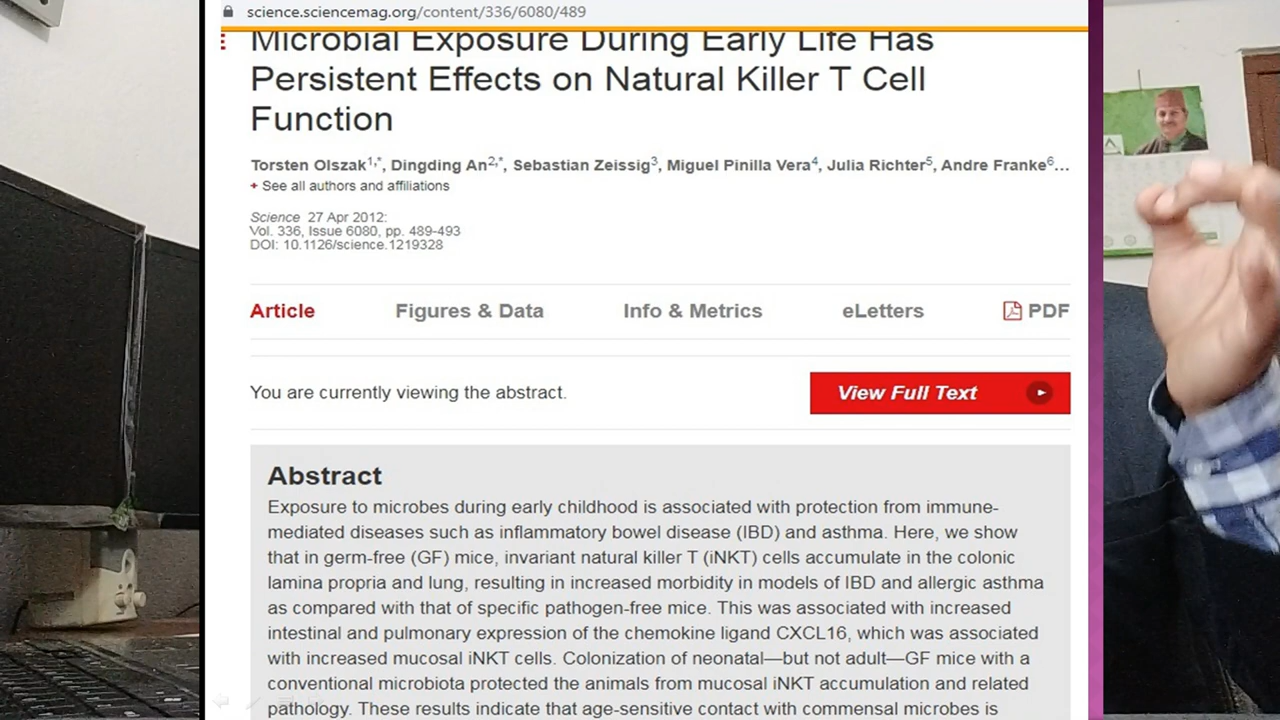 science.sciencemag.org/content/336/6080/489
Microbial Exposure During Early Life Has
Persistent Effects on Natural Killer T Cell
Function
Torsten Olszak1,*, Dingding An2,*, Sebastian Zeissig3, Miguel Pinilla Vera4, Julia Richter5, Andre Franke6...
+ See all authors and affiliations
Science 27 Apr 2012:
Vol. 336, Issue 6080, pp. 489-493
DOI: 10.1126/science.1219328
Article Figures & Data Info & Metrics eLetters PDF
You are currently viewing the abstract.
View Full Text
Abstract
Exposure to microbes during early childhood is associated with protection from immune-
mediated diseases such as inflammatory bowel disease (IBD) and asthma. Here, we show
that in germ-free (GF) mice, invariant natural killer T (iNKT) cells accumulate in the colonic
lamina propria and lung, resulting in increased morbidity in models of IBD and allergic asthma
as compared with that of specific pathogen-free mice. This was associated with increased
intestinal and pulmonary expression of the chemokine ligand CXCL16, which was associated
with increased mucosal iNKT cells. Colonization of neonatal—but not adult—GF mice with a
conventional microbiota protected the animals from mucosal iNKT accumulation and related
pathology. These results indicate that age-sensitive contact with commensal microbes is